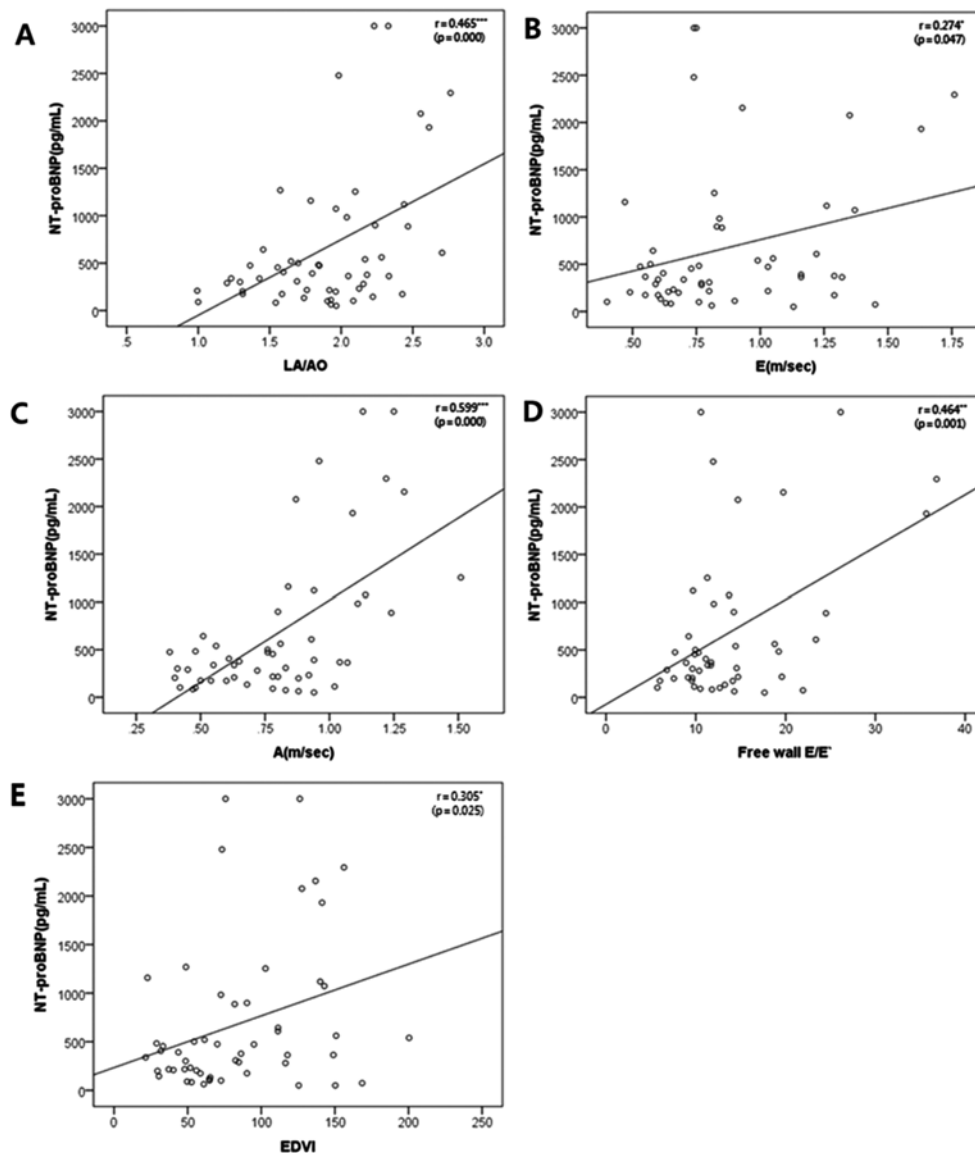 A
r = 0.465***
(p = 0.000)
NT-proBNP(pg/mL)
3000
2500
2000
1500
1000
500
0
.5 1.0 1.5 2.0 2.5 3.0
LA/AO
B
r = 0.274*
(p = 0.047)
NT-proBNP(pg/mL)
3000
2500
2000
1500
1000
500
0
.50 .75 1.00 1.25 1.50 1.75
E(m/sec)
C
r = 0.599***
(p = 0.000)
NT-proBNP(pg/mL)
3000
2500
2000
1500
1000
500
0
.25 .50 .75 1.00 1.25 1.50
A(m/sec)
D
r = 0.464**
(p = 0.001)
NT-proBNP(pg/mL)
3000
2500
2000
1500
1000
500
0
0 10 20 30 40
Free wall E/E`
E
r = 0.305*
(p = 0.025)
NT-proBNP(pg/mL)
3000
2500
2000
1500
1000
500
0
0 50 100 150 200 250
EDVI